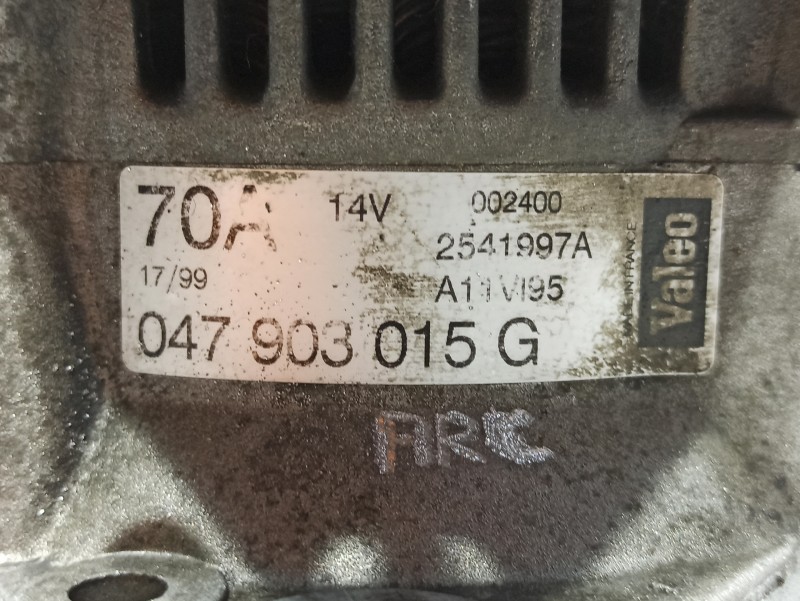 70A 14V 002400
2541997A
17/99 A11VI95
047 903 015 G
MADE IN FRANCE
Valeo
ARC